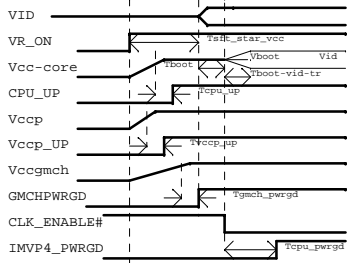 VID
VR_ON
Tsft_star_vcc
Vcc-core
Tboot
Vboot
Vid
Tboot-vid-tr
CPU_UP
Tcpu_up
Vccp
Vccp_UP
Tvccp_up
Vccgmch
GMCHPWRGD
Tgmch_pwrgd
CLK_ENABLE#
IMVP4_PWRGD
Tcpu_pwrgd